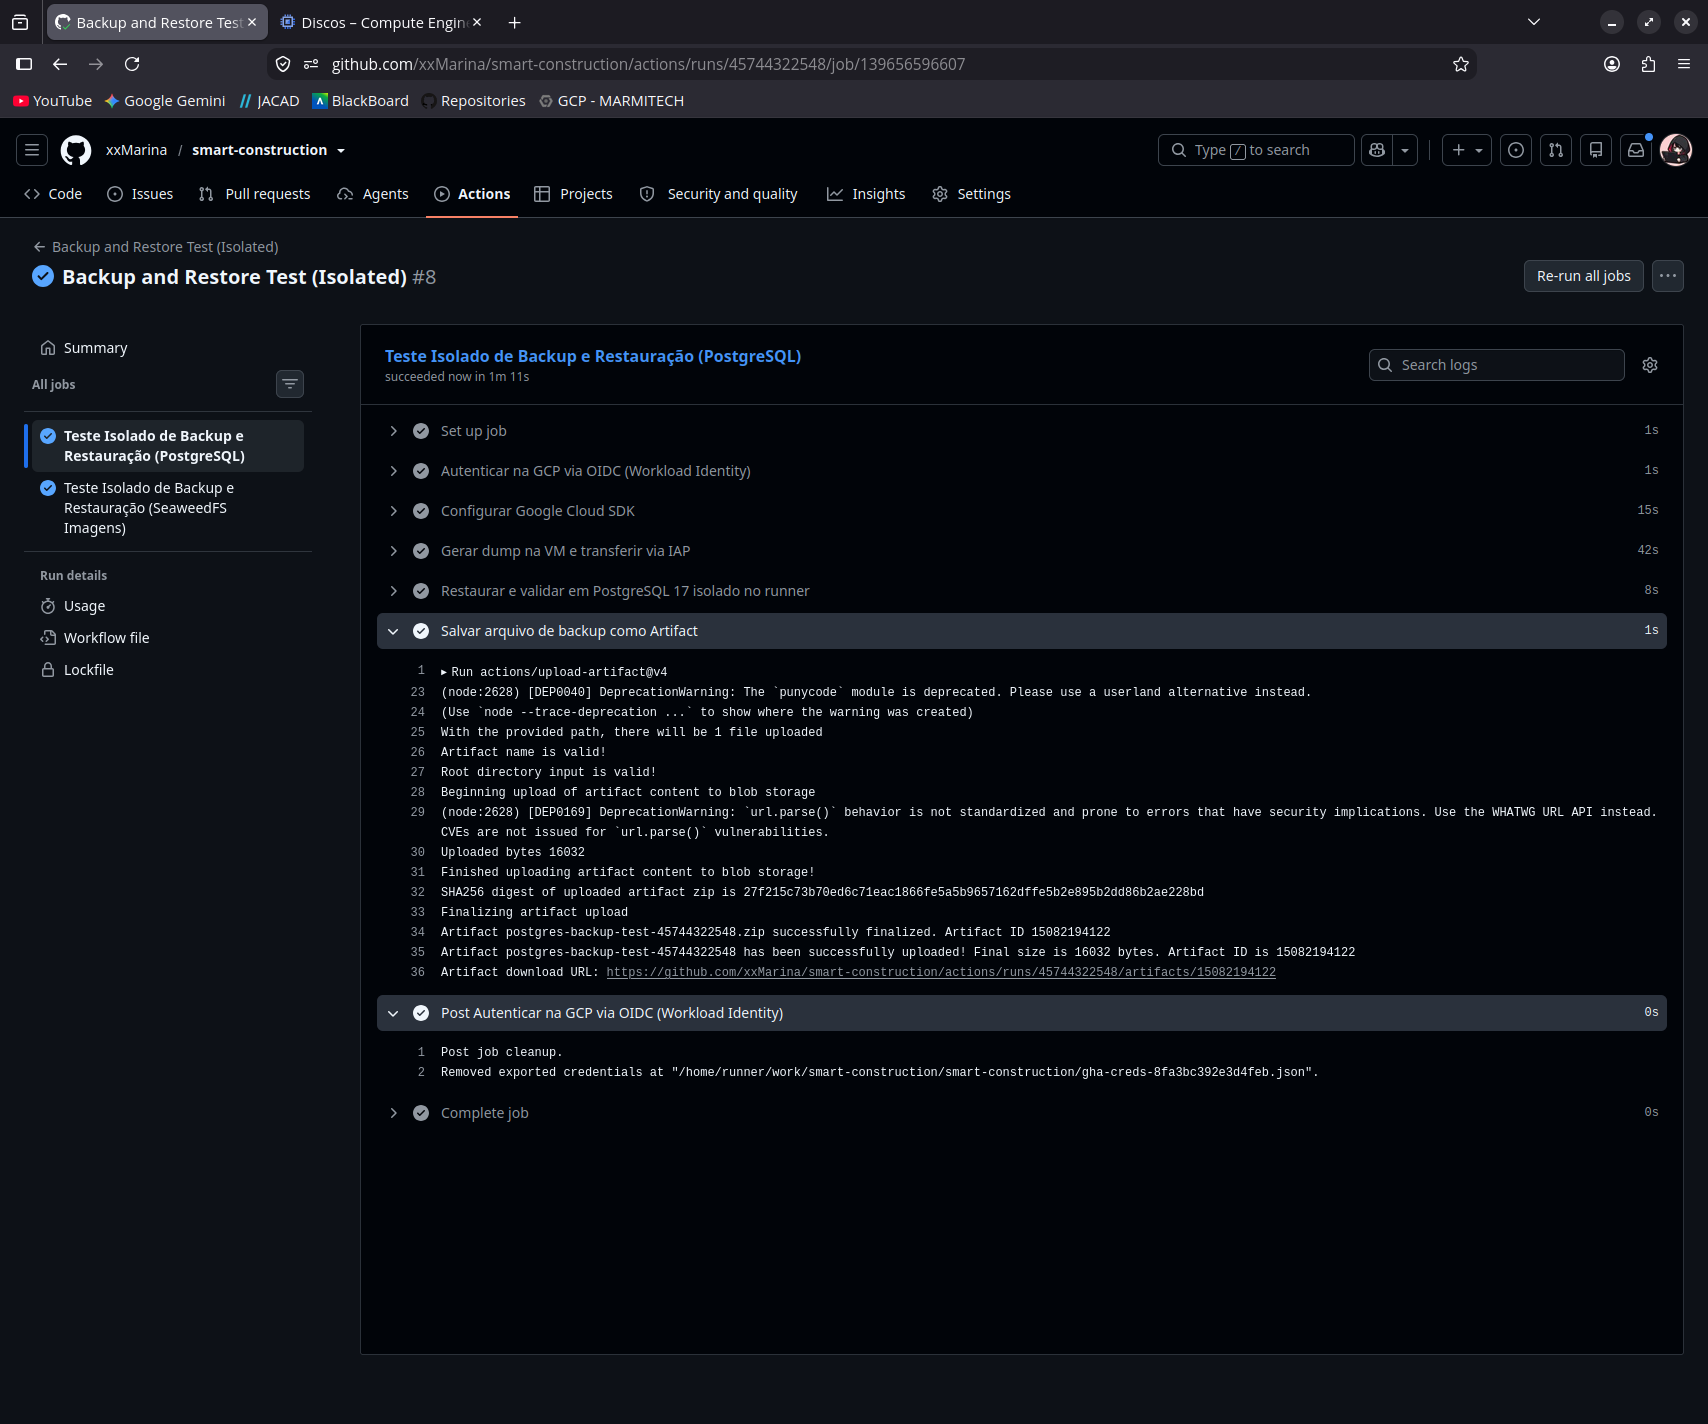 Backup and Restore Test
Discos – Compute Engin
github.com/xxMarina/smart-construction/actions/runs/45744322548/job/139656596607
YouTube
Google Gemini
JACAD
BlackBoard
Repositories
GCP - MARMITECH
xxMarina / smart-construction
Type / to search
Code
Issues
Pull requests
Agents
Actions
Projects
Security and quality
Insights
Settings
Backup and Restore Test (Isolated)
Backup and Restore Test (Isolated) #8
Re-run all jobs
Summary
All jobs
Teste Isolado de Backup e
Restauração (PostgreSQL)
Teste Isolado de Backup e
Restauração (SeaweedFS
Imagens)
Run details
Usage
Workflow file
Lockfile
Teste Isolado de Backup e Restauração (PostgreSQL)
succeeded now in 1m 11s
Search logs
Set up job 1s
Autenticar na GCP via OIDC (Workload Identity) 1s
Configurar Google Cloud SDK 15s
Gerar dump na VM e transferir via IAP 42s
Restaurar e validar em PostgreSQL 17 isolado no runner 8s
Salvar arquivo de backup como Artifact 1s
1 Run actions/upload-artifact@v4
23 (node:2628) [DEP0040] DeprecationWarning: The `punycode` module is deprecated. Please use a userland alternative instead.
24 (Use `node --trace-deprecation ...` to show where the warning was created)
25 With the provided path, there will be 1 file uploaded
26 Artifact name is valid!
27 Root directory input is valid!
28 Beginning upload of artifact content to blob storage
29 (node:2628) [DEP0169] DeprecationWarning: `url.parse()` behavior is not standardized and prone to errors that have security implications. Use the WHATWG URL API instead.
CVEs are not issued for `url.parse()` vulnerabilities.
30 Uploaded bytes 16032
31 Finished uploading artifact content to blob storage!
32 SHA256 digest of uploaded artifact zip is 27f215c73b70ed6c71eac1866fe5a5b9657162dffe5b2e895b2dd86b2ae228bd
33 Finalizing artifact upload
34 Artifact postgres-backup-test-45744322548.zip successfully finalized. Artifact ID 15082194122
35 Artifact postgres-backup-test-45744322548 has been successfully uploaded! Final size is 16032 bytes. Artifact ID is 15082194122
36 Artifact download URL: https://github.com/xxMarina/smart-construction/actions/runs/45744322548/artifacts/15082194122
Post Autenticar na GCP via OIDC (Workload Identity) 0s
1 Post job cleanup.
2 Removed exported credentials at "/home/runner/work/smart-construction/smart-construction/gha-creds-8fa3bc392e3d4feb.json".
Complete job 0s